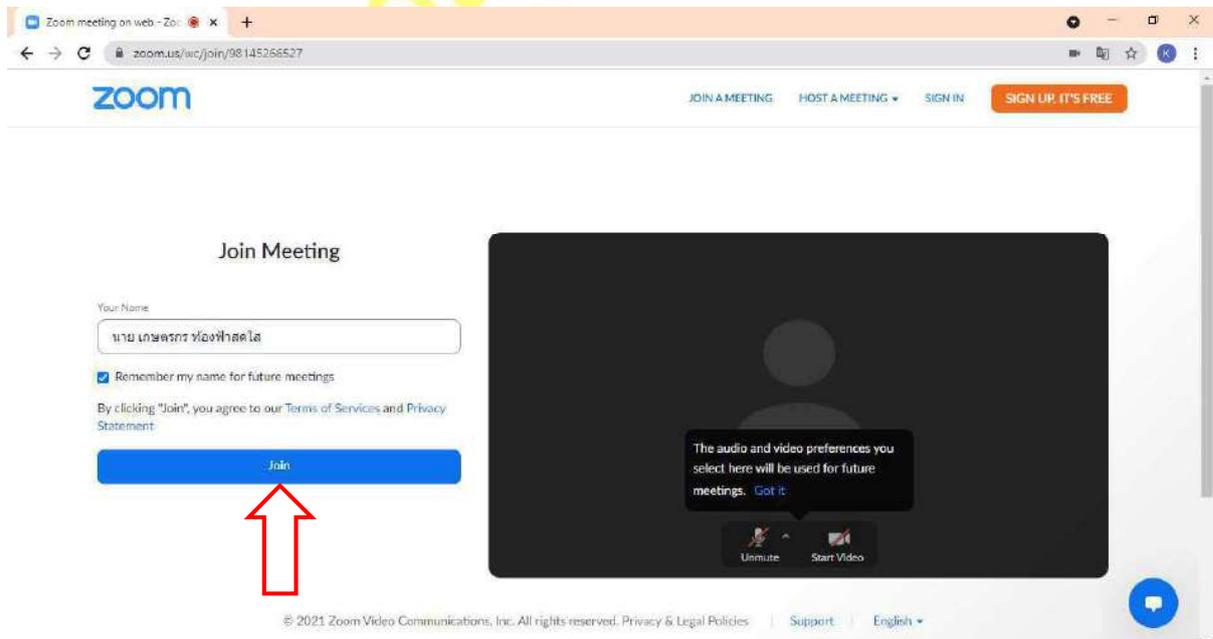 Zoom meeting on web - Zo
zoom.us/wc/join/98145266527
K
zoom
JOIN A MEETING HOST A MEETING SIGN IN SIGN UP, IT'S FREE
Join Meeting
Your Name
นาย เกษตรกร ท้องฟ้าสดใส
Remember my name for future meetings
By clicking "Join", you agree to our Terms of Services and Privacy
Statement
Join
The audio and video preferences you
select here will be used for future
meetings. Got it
Unmute Start Video
© 2021 Zoom Video Communications, Inc. All rights reserved. Privacy & Legal Policies | Support | English